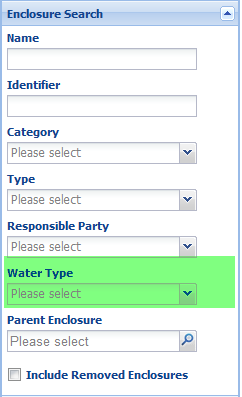 Enclosure Search
Name
Identifier
Category
Please select
Type
Please select
Responsible Party
Please select
Water Type
Please select
Parent Enclosure
Please select
Include Removed Enclosures